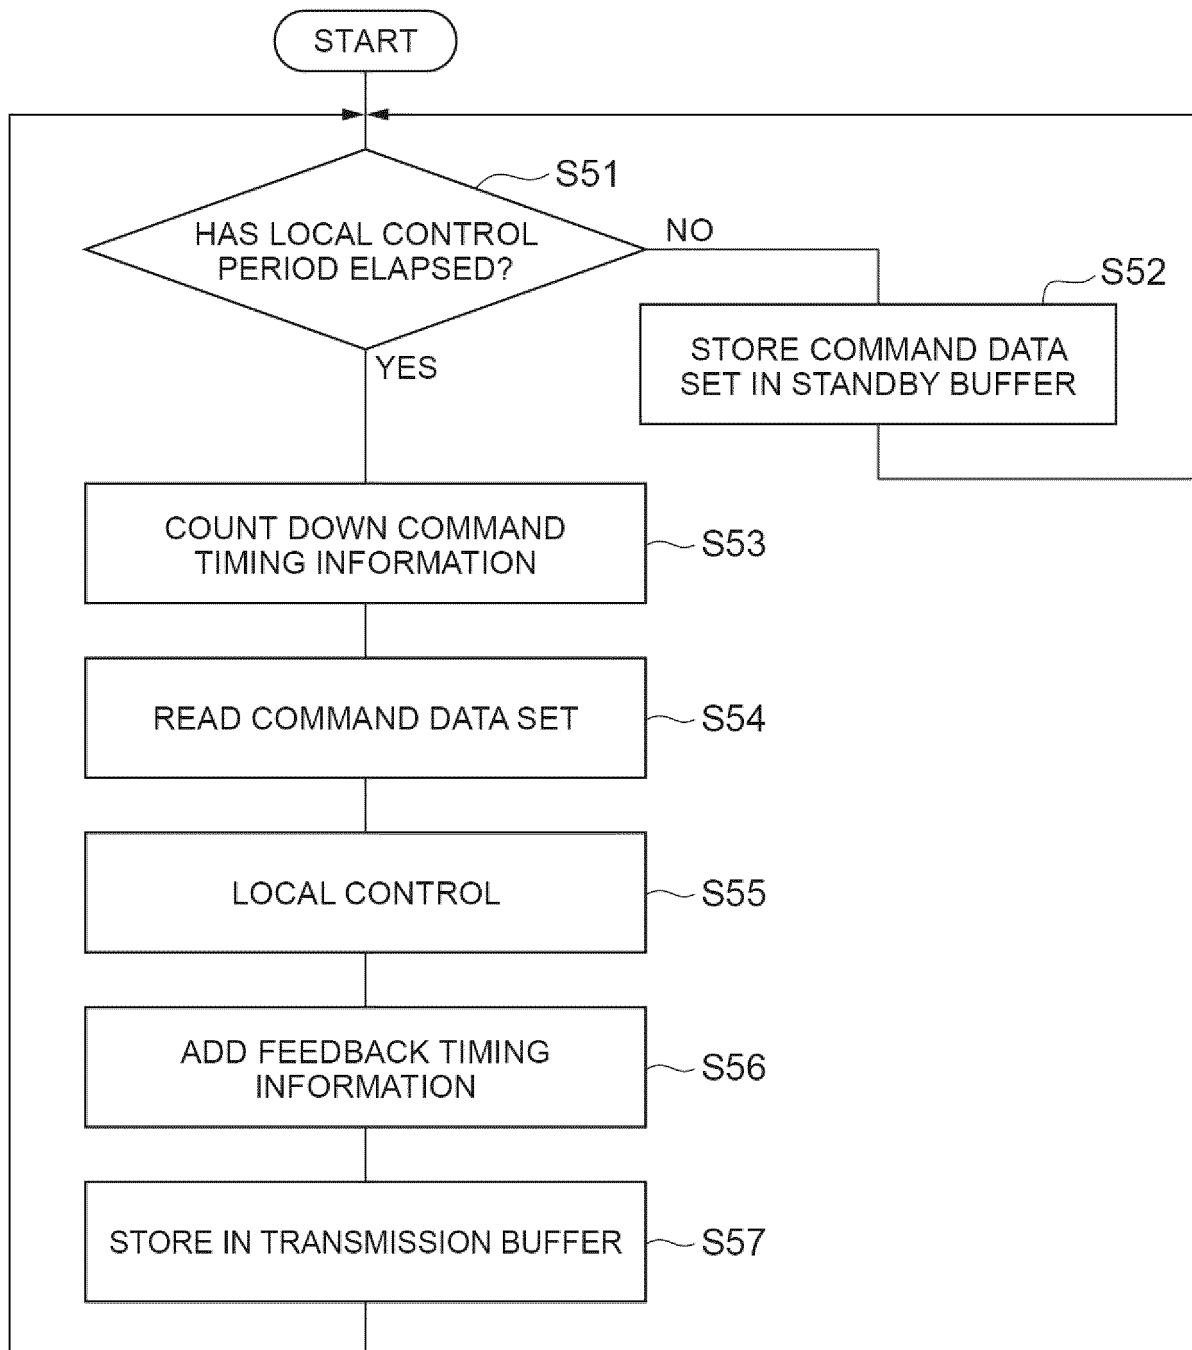 START
S51
HAS LOCAL CONTROL
PERIOD ELAPSED?
NO
YES
S52
STORE COMMAND DATA
SET IN STANDBY BUFFER
COUNT DOWN COMMAND
TIMING INFORMATION
S53
READ COMMAND DATA SET
S54
LOCAL CONTROL
S55
ADD FEEDBACK TIMING
INFORMATION
S56
STORE IN TRANSMISSION BUFFER
S57